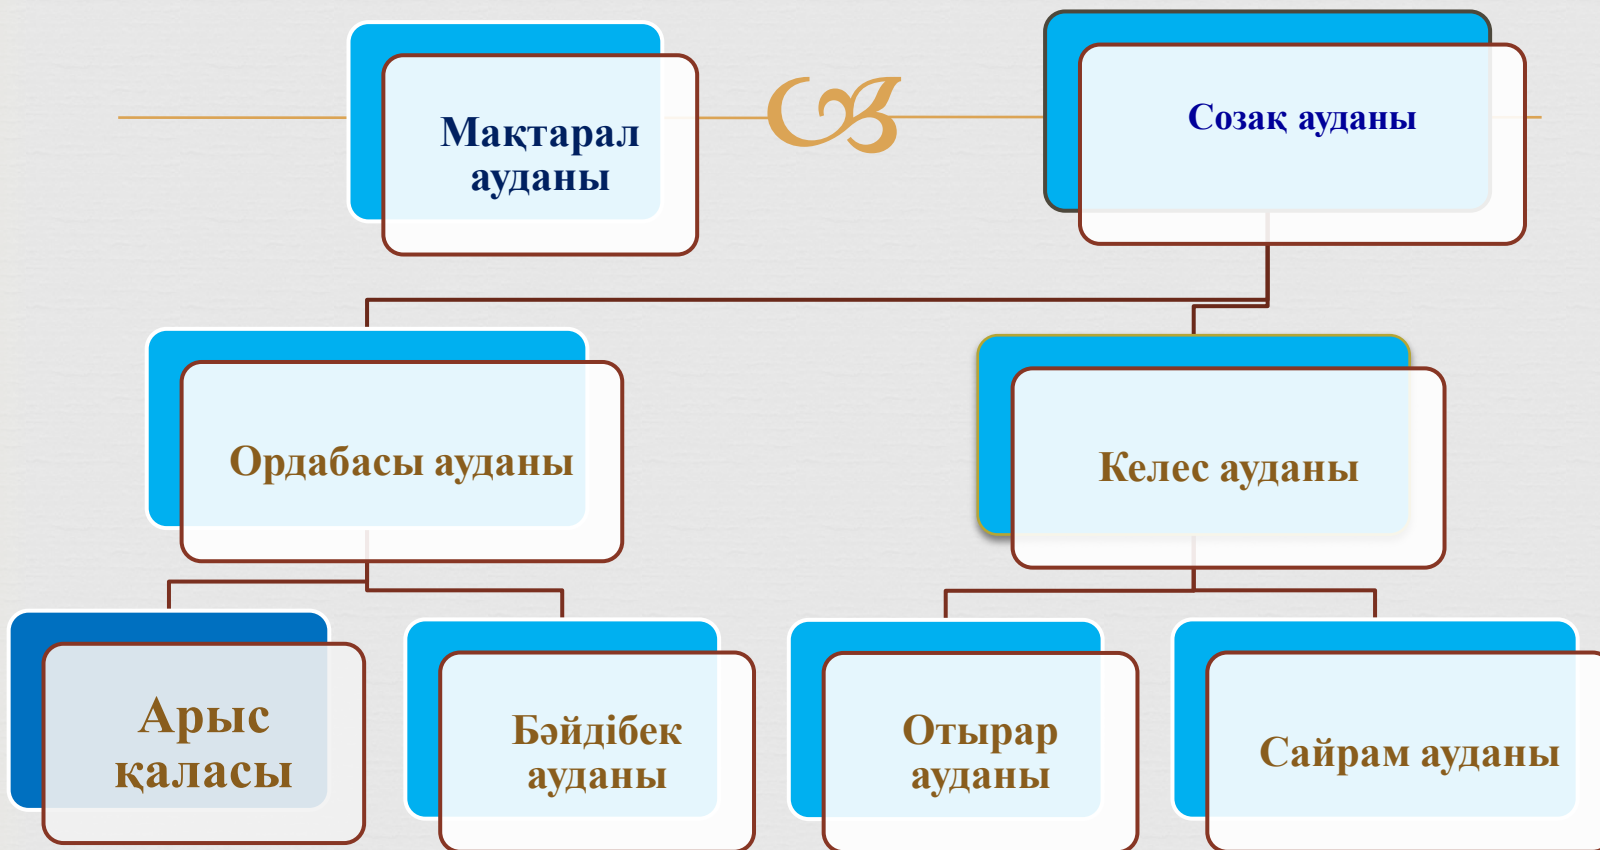 Мақтарал
ауданы
Созақ ауданы
Ордабасы ауданы
Келес ауданы
Арыс
қаласы
Бәйдібек
ауданы
Отырар
ауданы
Сайрам ауданы